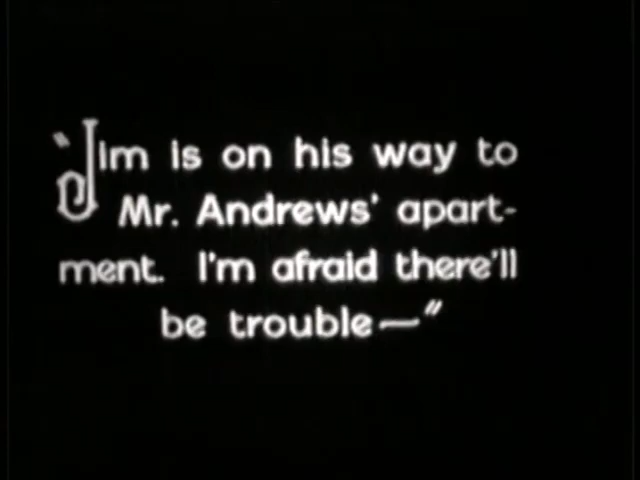 "Jim is on his way to
Mr. Andrews' apart-
ment. I'm afraid there'll
be trouble—"